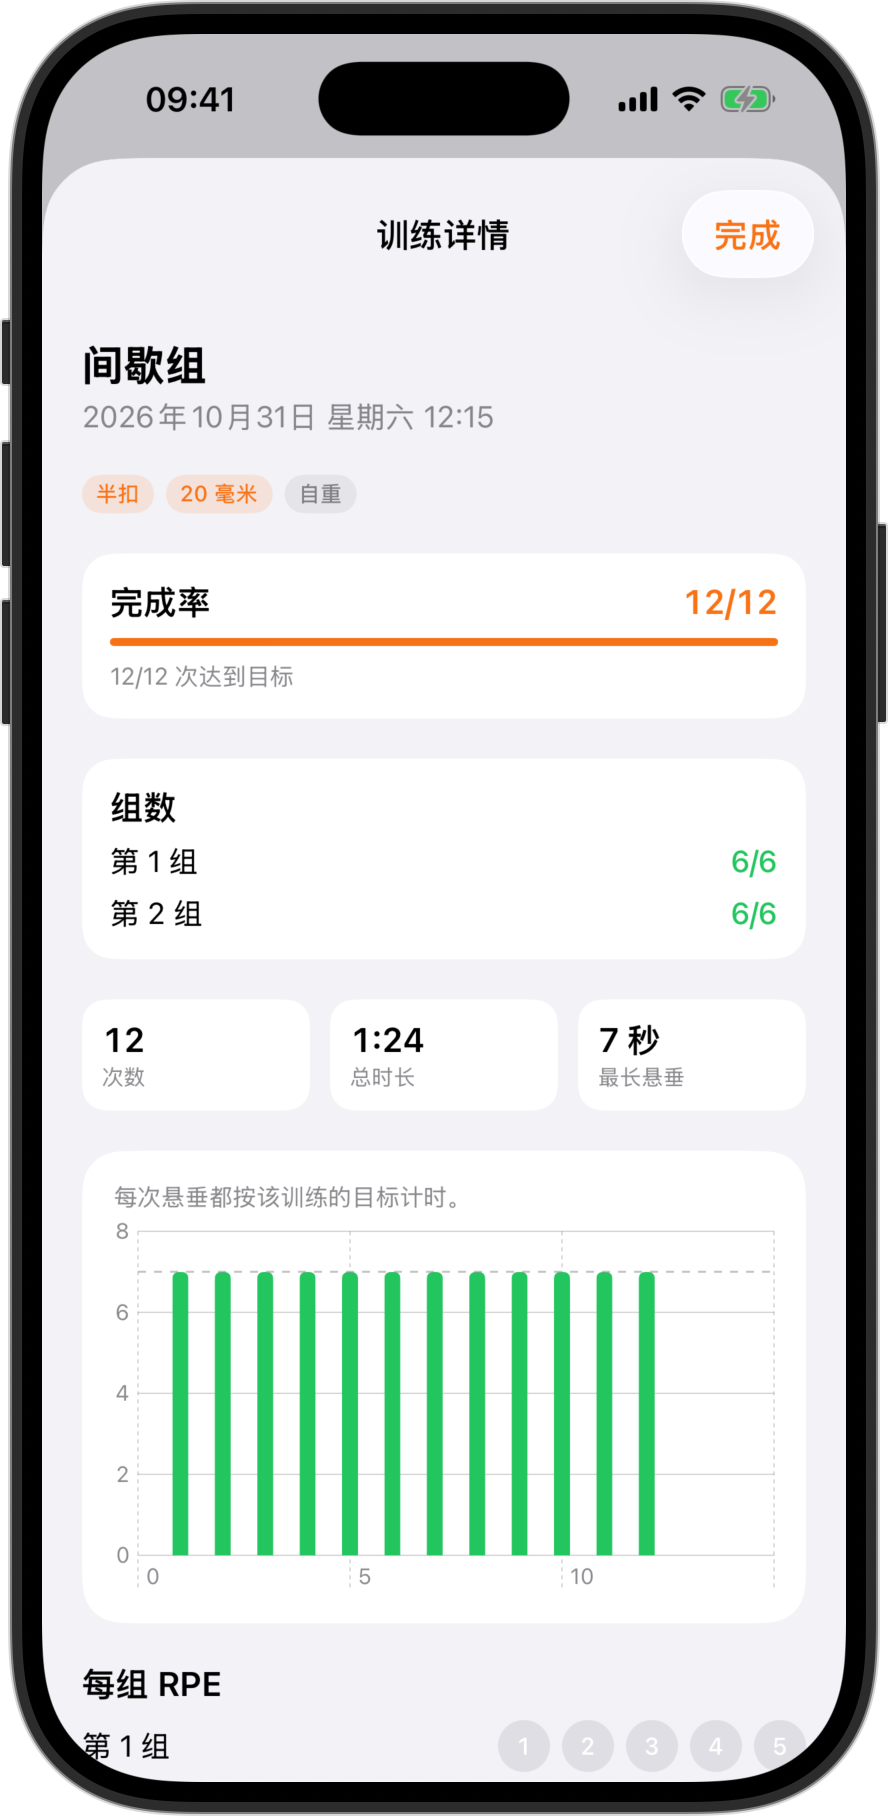 09:41
训练详情
完成
间歇组
2026年10月31日 星期六 12:15
半扣
20 毫米
自重
完成率
12/12
12/12 次达到目标
组数
第 1 组
6/6
第 2 组
6/6
12
次数
1:24
总时长
7 秒
最长悬垂
每次悬垂都按该训练的目标计时。
8
6
4
2
0
0 5 10
每组 RPE
第 1 组
1 2 3 4 5